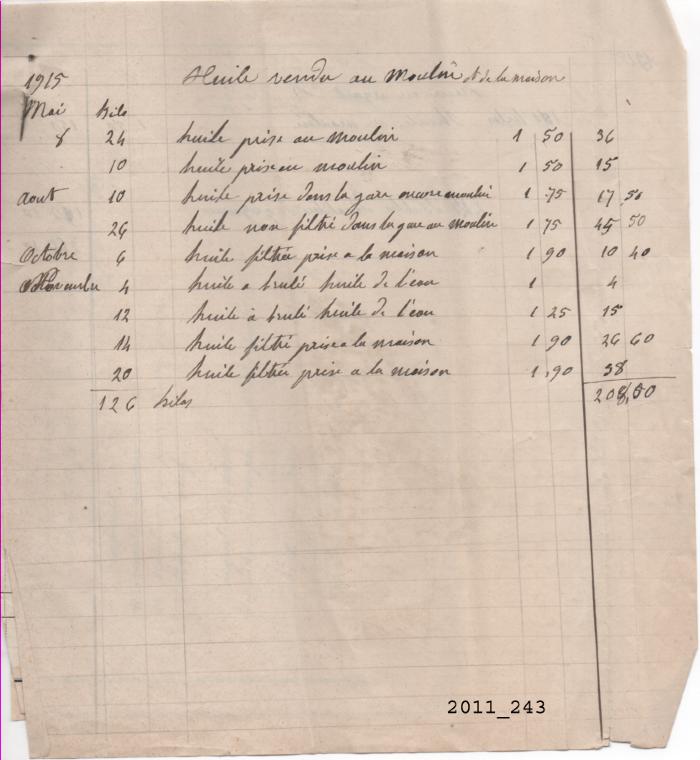 1915 Huile vendu au Moulin et de la maison
Mai kilo
8 24 huile prise au moulin 1 50 36
10 huile prise au moulin 1 50 15
aout 10 huile prise dans la gare moulin 1 75 17 50
26 huile non filtré dans la gare au moulin 1 75 45 50
Octobre 6 huile filtrée prise a la maison 1 90 10 40
Novembre 4 huile a brulé huile de l'eau 1 4
12 huile à brulé huile de l'eau 1 25 15
14 huile filtré prise a la maison 1 90 26 60
20 huile filtrée prise a la maison 1,90 38
126 kilos 208,50
2011_243